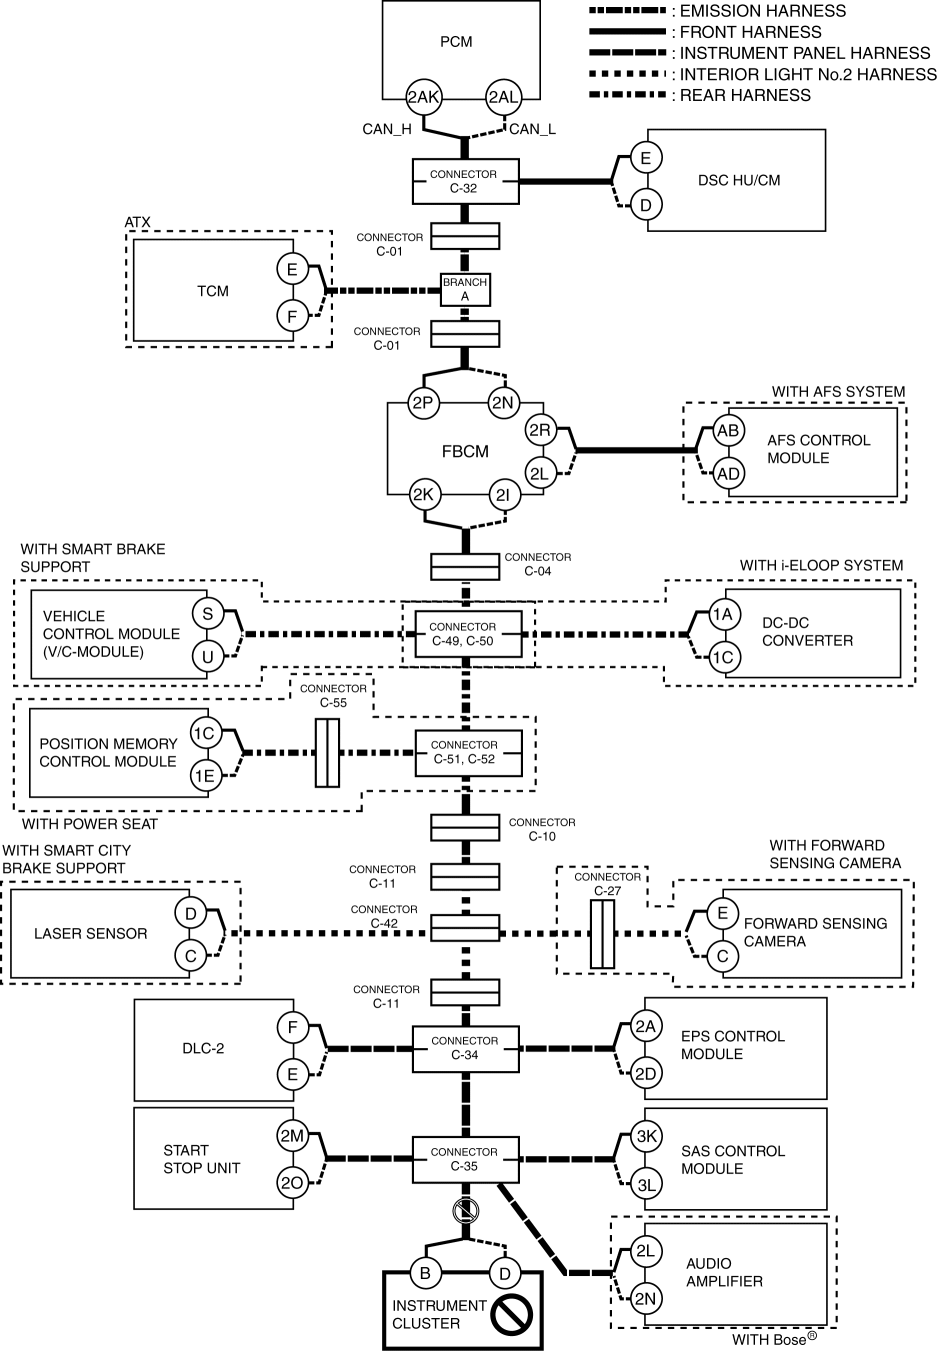 : EMISSION HARNESS
: FRONT HARNESS
: INSTRUMENT PANEL HARNESS
: INTERIOR LIGHT No.2 HARNESS
: REAR HARNESS
PCM
2AK
2AL
CAN_H
CAN_L
CONNECTOR
C-32
E
D
DSC HU/CM
CONNECTOR
C-01
ATX
TCM
E
F
BRANCH
A
CONNECTOR
C-01
2P
2N
FBCM
2R
2L
2K
2I
WITH AFS SYSTEM
AB
AD
AFS CONTROL
MODULE
CONNECTOR
C-04
WITH SMART BRAKE
SUPPORT
VEHICLE
CONTROL MODULE
(V/C-MODULE)
S
U
CONNECTOR
C-49, C-50
WITH i-ELOOP SYSTEM
1A
1C
DC-DC
CONVERTER
CONNECTOR
C-55
POSITION MEMORY
CONTROL MODULE
1C
1E
CONNECTOR
C-51, C-52
WITH POWER SEAT
CONNECTOR
C-10
WITH SMART CITY
BRAKE SUPPORT
CONNECTOR
C-11
WITH FORWARD
SENSING CAMERA
CONNECTOR
C-27
LASER SENSOR
D
C
CONNECTOR
C-42
E
C
FORWARD SENSING
CAMERA
CONNECTOR
C-11
DLC-2
F
E
CONNECTOR
C-34
2A
2D
EPS CONTROL
MODULE
START
STOP UNIT
2M
2O
CONNECTOR
C-35
3K
3L
SAS CONTROL
MODULE
2L
2N
AUDIO
AMPLIFIER
WITH Bose®
B
D
INSTRUMENT
CLUSTER